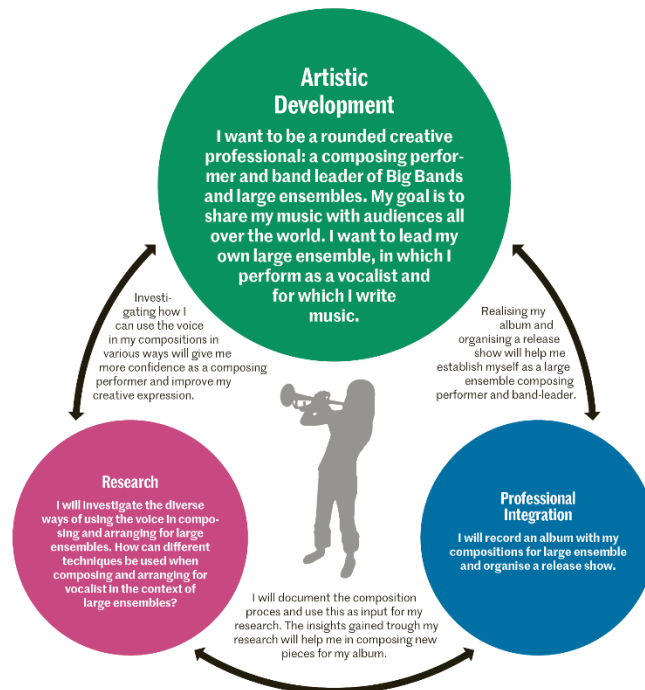 Artistic
Development
I want to be a rounded creative
professional: a composing perfor-
mer and band leader of Big Bands
and large ensembles. My goal is to
share my music with audiences all
over the world. I want to lead my
own large ensemble, in which I
perform as a vocalist and
for which I write
music.
Investi-
gating how I
can use the voice
in my compositions in
various ways will give me
more confidence as a composing
performer and improve my
creative expression.
Realising my
album and
organising a release
show will help me
establish myself as a large
ensemble composing
performer and band-leader.
Research
I will investigate the diverse
ways of using the voice in compo-
sing and arranging for large
ensembles. How can different
techniques be used when
composing and arranging for
vocalist in the context of
large ensembles?
Professional
Integration
I will record an album with my
compositions for large ensemble
and organise a release show.
I will document the composition
proces and use this as input for my
research. The insights gained trough my
research will help me in composing new
pieces for my album.